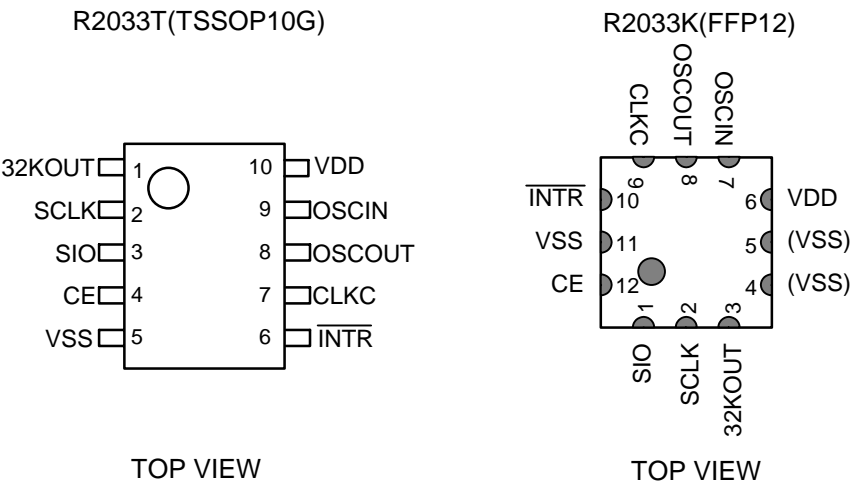 R2033T(TSSOP10G)
32KOUT 1 10 VDD
SCLK 2 9 OSCIN
SIO 3 8 OSCOUT
CE 4 7 CLKC
VSS 5 6 INTR
TOP VIEW
R2033K(FFP12)
CLKC OSCOUT OSCIN
9 8 7
INTR 10 6 VDD
VSS 11 5 (VSS)
CE 12 4 (VSS)
1 2 3
SIO SCLK 32KOUT
TOP VIEW